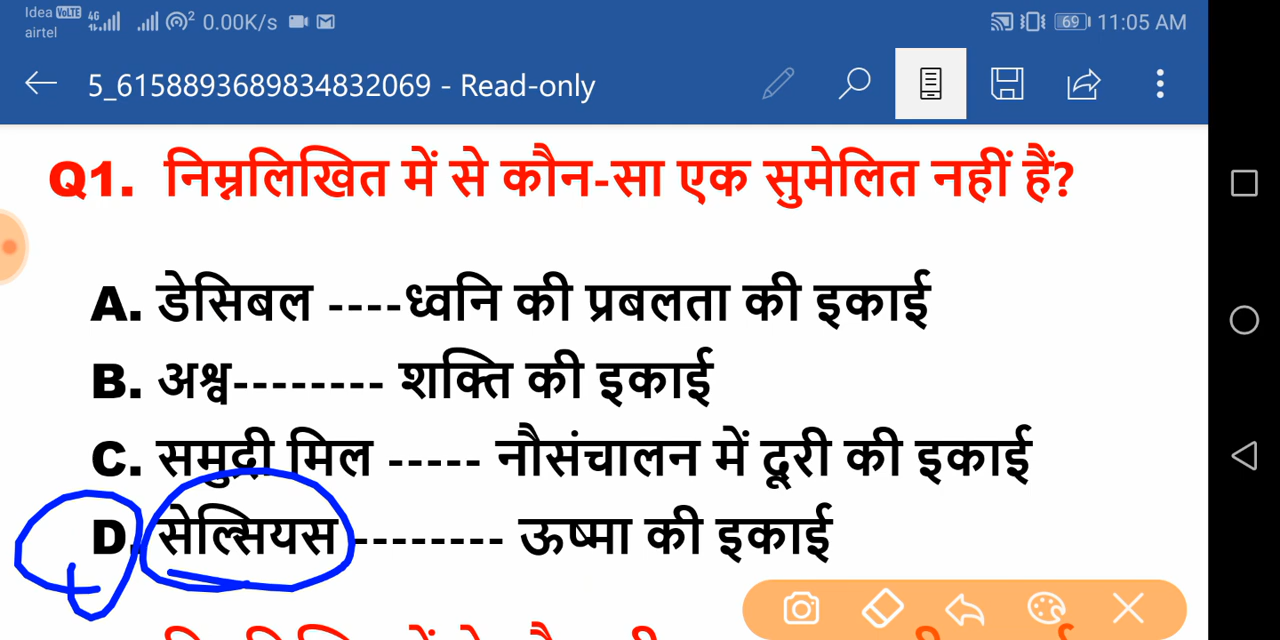 Idea VoLTE 4G 2 0.00K/s 69 11:05 AM
airtel
5_6158893689834832069 - Read-only
Q1. निम्नलिखित में से कौन-सा एक सुमेलित नहीं हैं?
A. डेसिबल ----ध्वनि की प्रबलता की इकाई
B. अश्व-------- शक्ति की इकाई
C. समुद्री मिल ----- नौसंचालन में दूरी की इकाई
D. सेल्सियस -------- ऊष्मा की इकाई